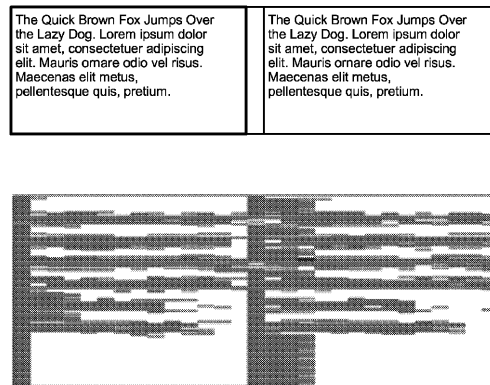 The Quick Brown Fox Jumps Over
the Lazy Dog. Lorem ipsum dolor
sit amet, consectetuer adipiscing
elit. Mauris ornare odio vel risus.
Maecenas elit metus,
pellentesque quis, pretium.
The Quick Brown Fox Jumps Over
the Lazy Dog. Lorem ipsum dolor
sit amet, consectetuer adipiscing
elit. Mauris ornare odio vel risus.
Maecenas elit metus,
pellentesque quis, pretium.